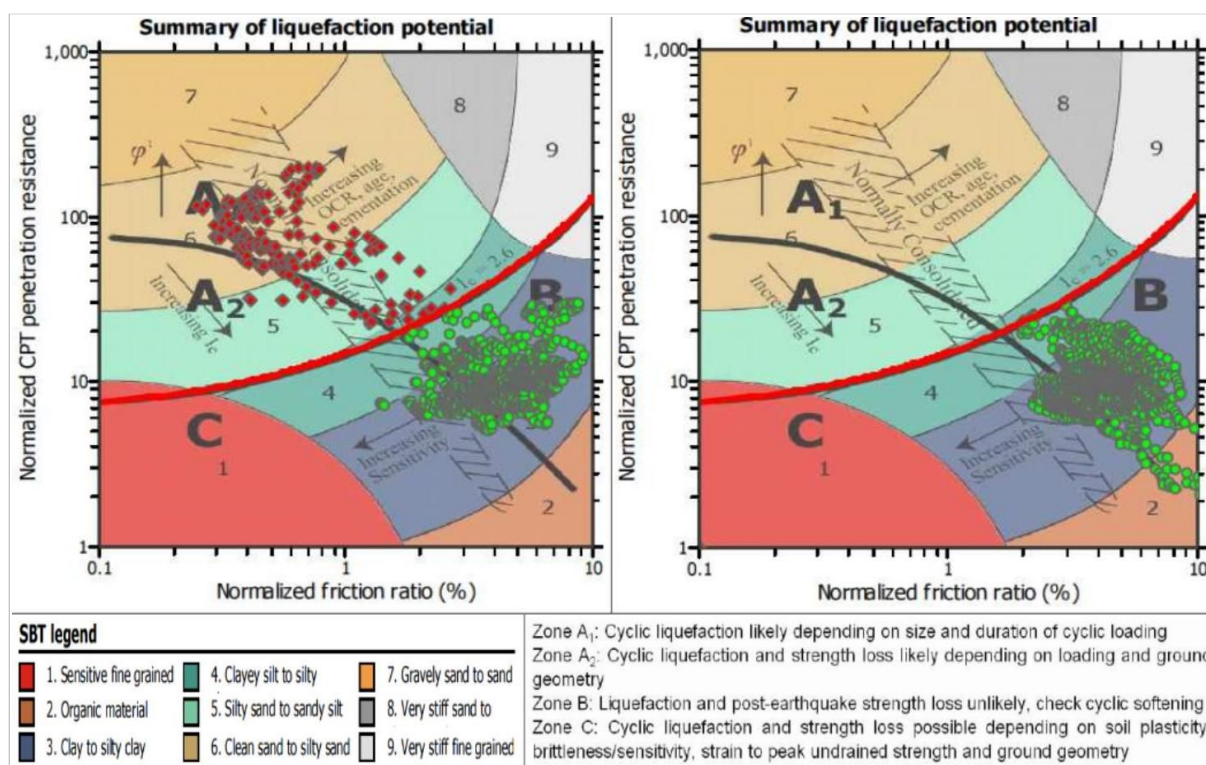 Summary of liquefaction potential
Normalized CPT penetration resistance
1,000
100
10
1
0.1
1
10
Normalized friction ratio (%)
7
8
9
φ'
A
6
Increasing OCR, age, cementation
Increasing Ic
A2
5
Ic = 2.6
B
4
C
1
Increasing Sensitivity
2
Summary of liquefaction potential
Normalized CPT penetration resistance
1,000
100
10
1
0.1
1
10
Normalized friction ratio (%)
7
8
9
φ'
A1
6
Normally Consolidated
Increasing OCR, age, cementation
Increasing Ic
A2
5
Ic = 2.6
B
4
C
1
Increasing Sensitivity
2
SBT legend
1. Sensitive fine grained
2. Organic material
3. Clay to silty clay
4. Clayey silt to silty
5. Silty sand to sandy silt
6. Clean sand to silty sand
7. Gravely sand to sand
8. Very stiff sand to
9. Very stiff fine grained
Zone A1: Cyclic liquefaction likely depending on size and duration of cyclic loading
Zone A2: Cyclic liquefaction and strength loss likely depending on loading and ground
geometry
Zone B: Liquefaction and post-earthquake strength loss unlikely, check cyclic softening
Zone C: Cyclic liquefaction and strength loss possible depending on soil plasticity
brittleness/sensitivity, strain to peak undrained strength and ground geometry